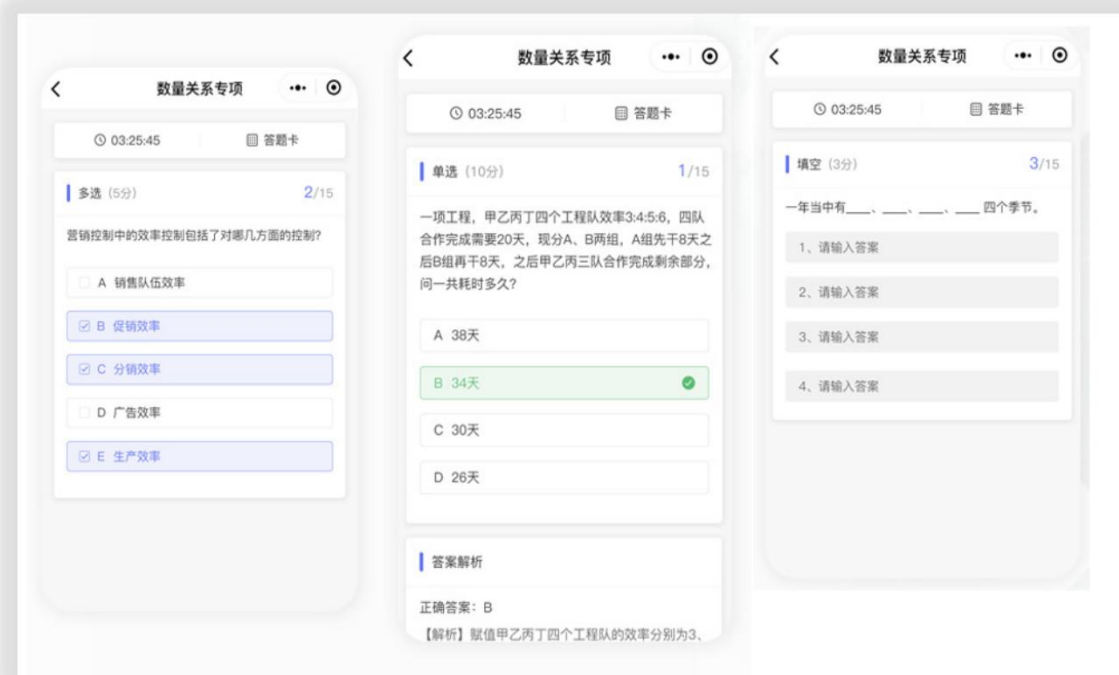 数量关系专项
03:25:45 答题卡
多选（5分） 2/15
营销控制中的效率控制包括了对哪几方面的控制?
A 销售队伍效率
B 促销效率
C 分销效率
D 广告效率
E 生产效率
数量关系专项
03:25:45 答题卡
单选（10分） 1/15
一项工程，甲乙丙丁四个工程队效率3:4:5:6，四队
合作完成需要20天，现分A、B两组，A组先干8天之
后B组再干8天，之后甲乙丙三队合作完成剩余部分，
问一共耗时多久?
A 38天
B 34天
C 30天
D 26天
答案解析
正确答案：B
【解析】赋值甲乙丙丁四个工程队的效率分别为3、
数量关系专项
03:25:45 答题卡
填空（3分） 3/15
一年当中有____、____、____、____ 四个季节。
1、请输入答案
2、请输入答案
3、请输入答案
4、请输入答案